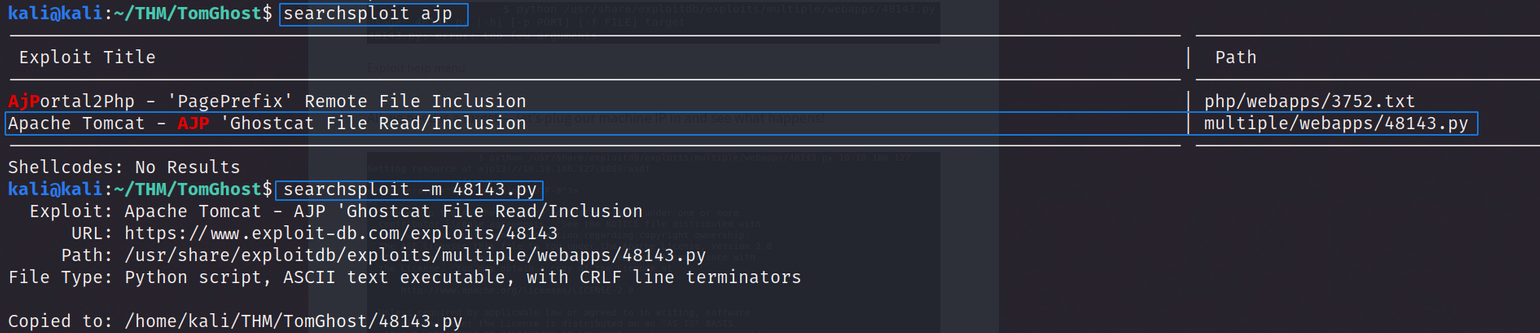 kali@kali:~/THM/TomGhost$ searchsploit ajp
Exploit Title | Path
AjPortal2Php - 'PagePrefix' Remote File Inclusion | php/webapps/3752.txt
Apache Tomcat - AJP 'Ghostcat File Read/Inclusion | multiple/webapps/48143.py
Shellcodes: No Results
kali@kali:~/THM/TomGhost$ searchsploit -m 48143.py
Exploit: Apache Tomcat - AJP 'Ghostcat File Read/Inclusion
URL: https://www.exploit-db.com/exploits/48143
Path: /usr/share/exploitdb/exploits/multiple/webapps/48143.py
File Type: Python script, ASCII text executable, with CRLF line terminators
Copied to: /home/kali/THM/TomGhost/48143.py